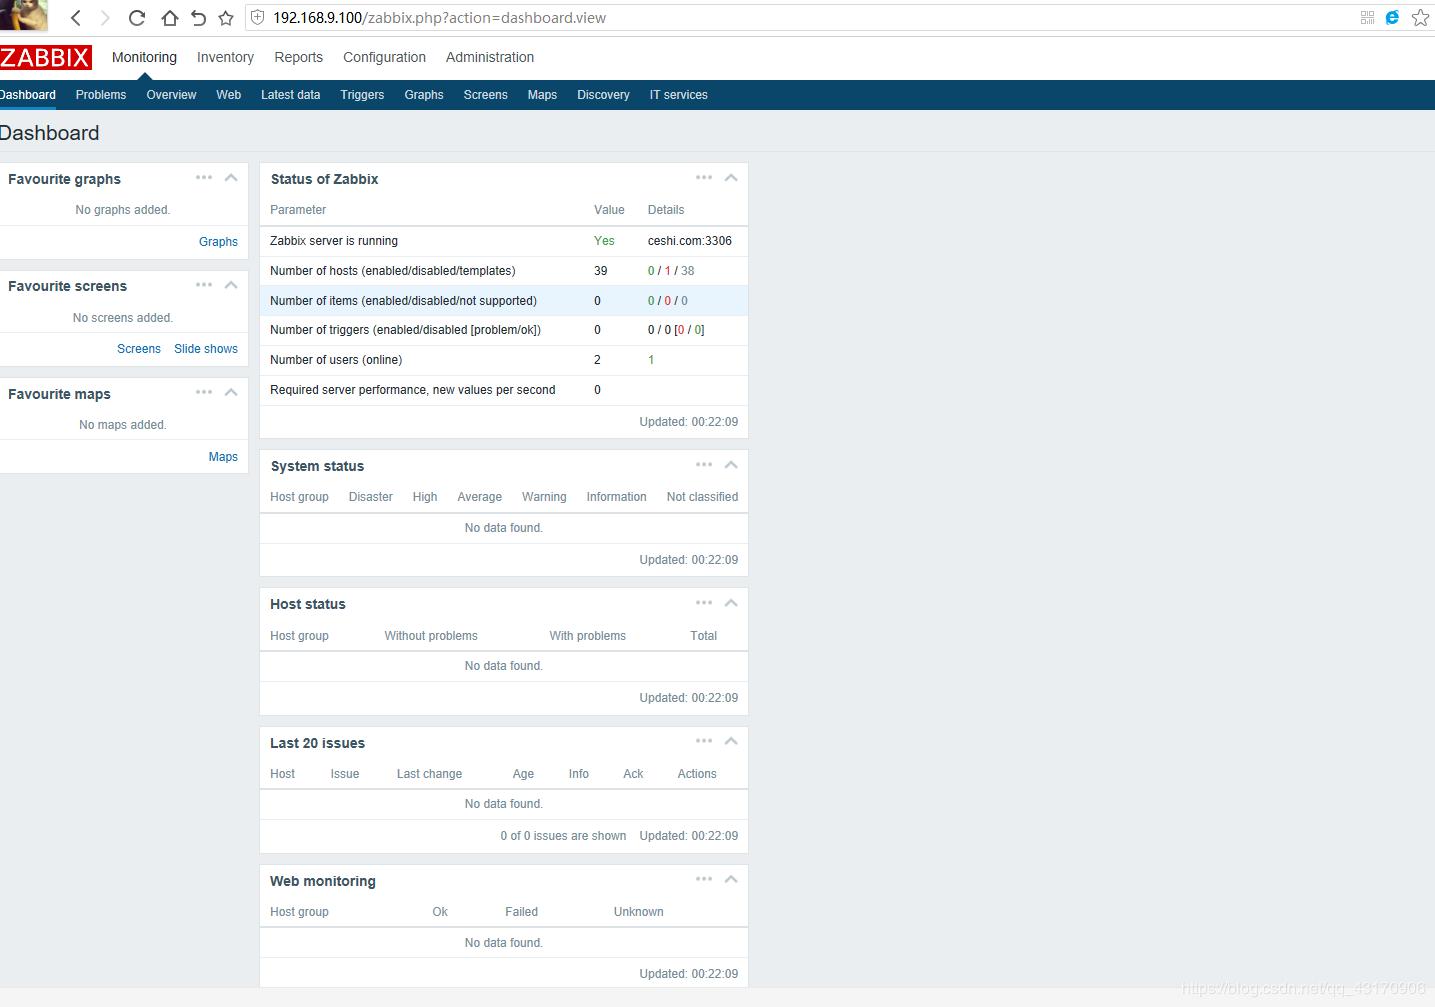 192.168.9.100/zabbix.php?action=dashboard.view
ZABBIX Monitoring Inventory Reports Configuration Administration
Dashboard Problems Overview Web Latest data Triggers Graphs Screens Maps Discovery IT services
Dashboard
Favourite graphs
No graphs added.
Graphs
Favourite screens
No screens added.
Screens Slide shows
Favourite maps
No maps added.
Maps
Status of Zabbix
Parameter Value Details
Zabbix server is running Yes ceshi.com:3306
Number of hosts (enabled/disabled/templates) 39 0 / 1 / 38
Number of items (enabled/disabled/not supported) 0 0 / 0 / 0
Number of triggers (enabled/disabled [problem/ok]) 0 0 / 0 [0 / 0]
Number of users (online) 2 1
Required server performance, new values per second 0
Updated: 00:22:09
System status
Host group Disaster High Average Warning Information Not classified
No data found.
Updated: 00:22:09
Host status
Host group Without problems With problems Total
No data found.
Updated: 00:22:09
Last 20 issues
Host Issue Last change Age Info Ack Actions
No data found.
0 of 0 issues are shown Updated: 00:22:09
Web monitoring
Host group Ok Failed Unknown
No data found.
Updated: 00:22:09
https://blog.csdn.net/qq_43170906